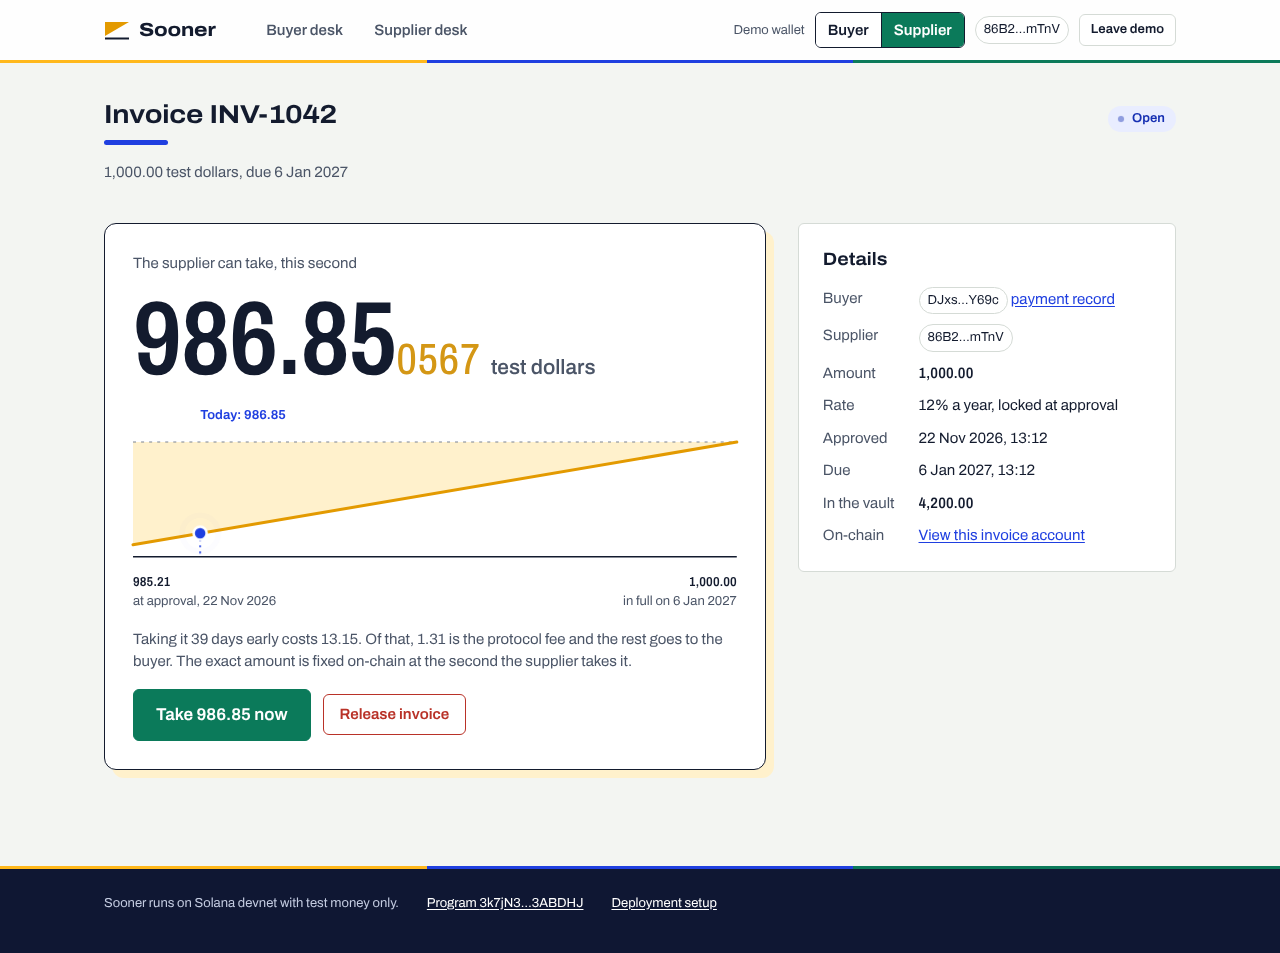 Sooner
Buyer desk
Supplier desk
Demo wallet
Buyer
Supplier
86B2...mTnV
Leave demo
Invoice INV-1042
Open
1,000.00 test dollars, due 6 Jan 2027
The supplier can take, this second
986.850567 test dollars
Today: 986.85
985.21
1,000.00
at approval, 22 Nov 2026
in full on 6 Jan 2027
Taking it 39 days early costs 13.15. Of that, 1.31 is the protocol fee and the rest goes to the
buyer. The exact amount is fixed on-chain at the second the supplier takes it.
Take 986.85 now
Release invoice
Details
Buyer DJxs...Y69c payment record
Supplier 86B2...mTnV
Amount 1,000.00
Rate 12% a year, locked at approval
Approved 22 Nov 2026, 13:12
Due 6 Jan 2027, 13:12
In the vault 4,200.00
On-chain View this invoice account
Sooner runs on Solana devnet with test money only.
Program 3k7jN3...3ABDHJ
Deployment setup